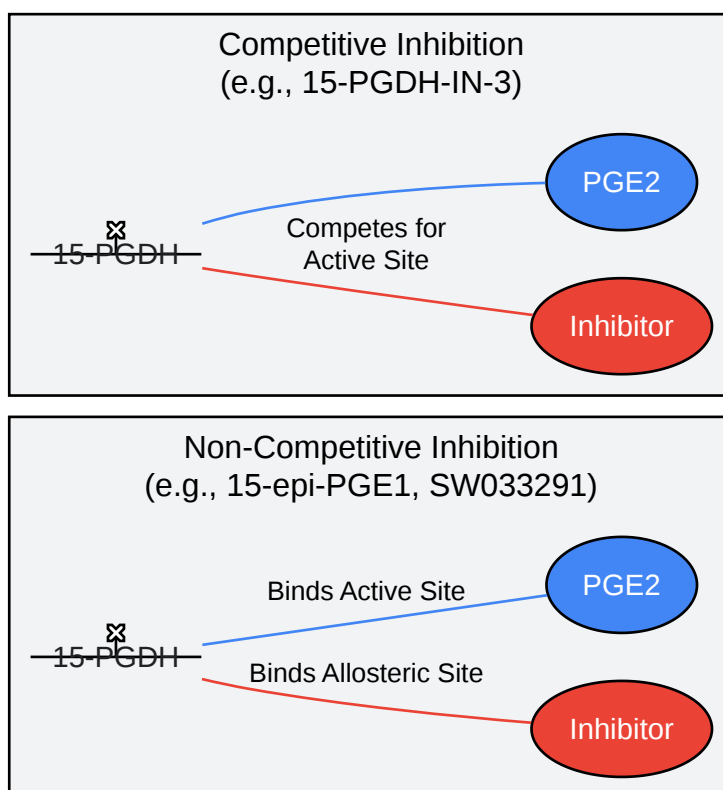 Competitive Inhibition
(e.g., 15-PGDH-IN-3)
PGE2
Competes for
Active Site
15-PGDH
Inhibitor
Non-Competitive Inhibition
(e.g., 15-epi-PGE1, SW033291)
PGE2
Binds Active Site
15-PGDH
Binds Allosteric Site
Inhibitor